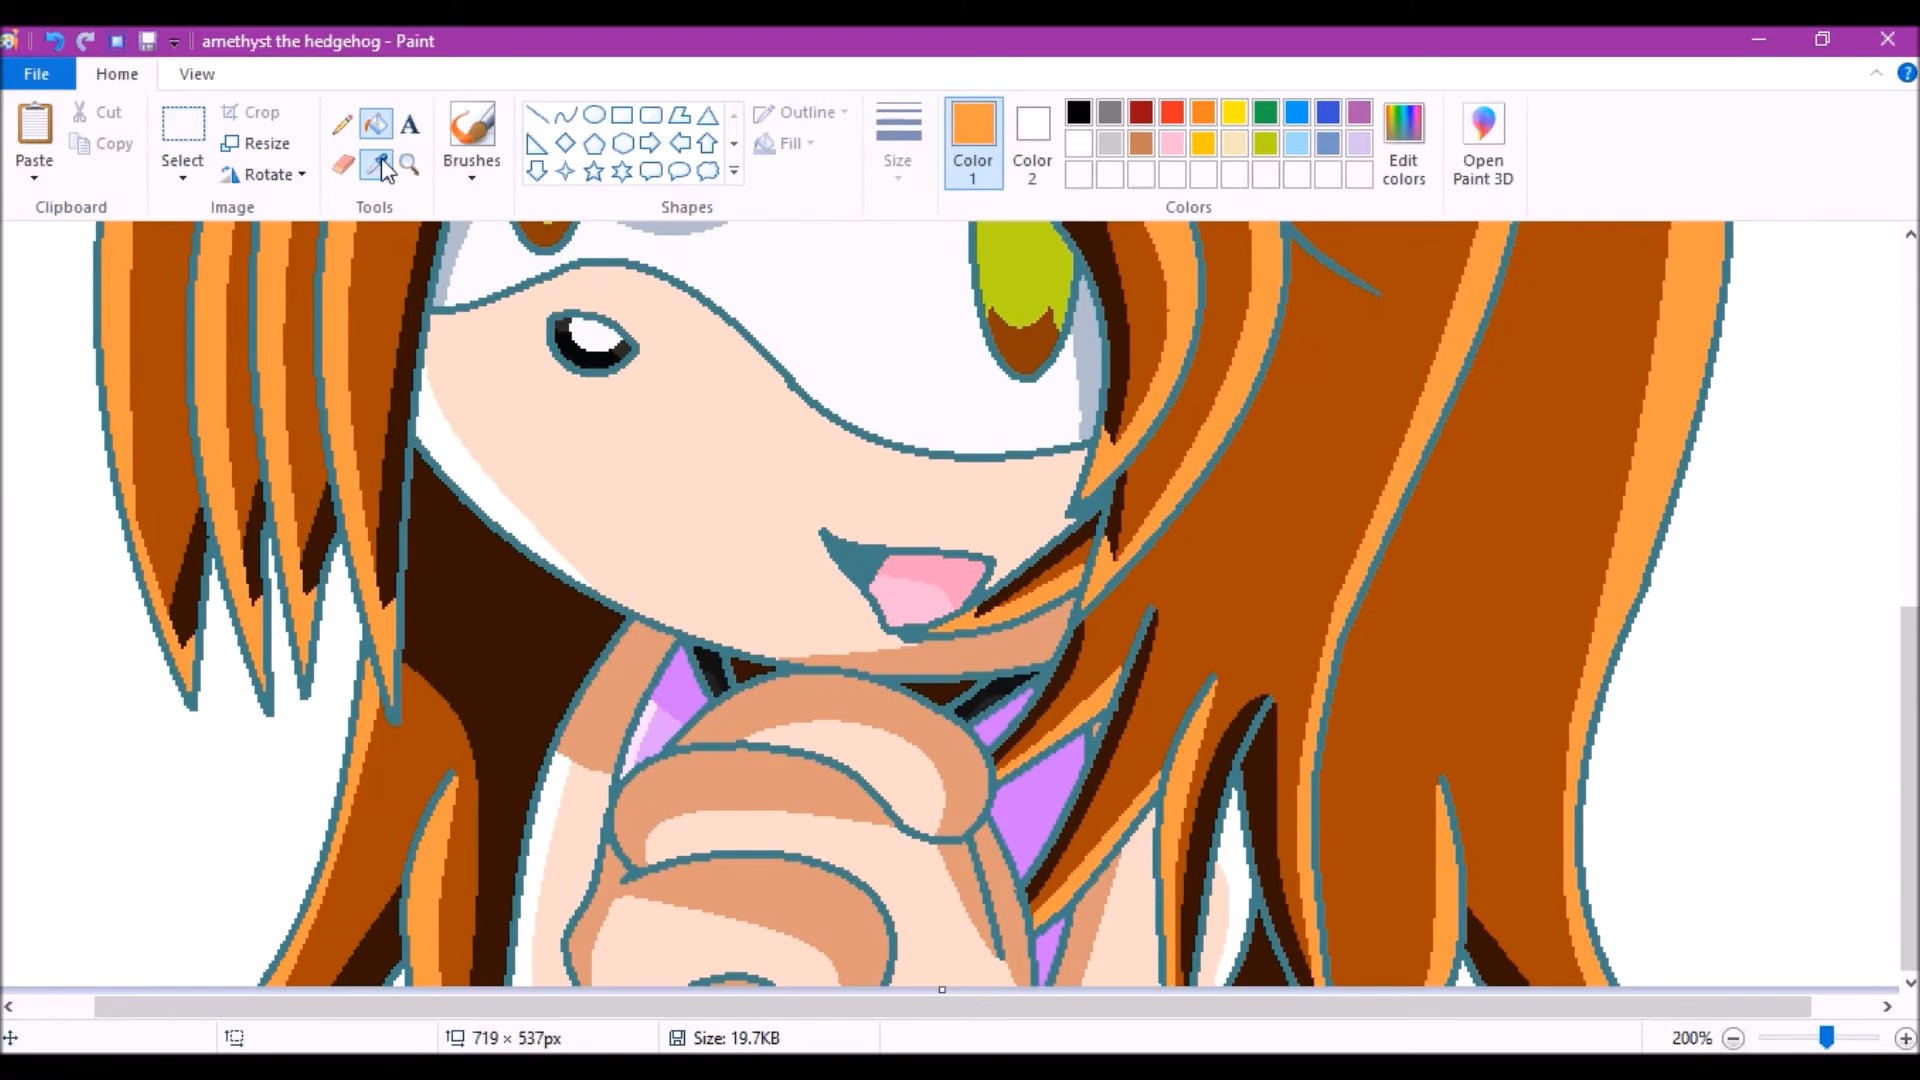 amethyst the hedgehog - Paint
File Home View
Paste
Cut
Copy
Clipboard
Select
Crop
Resize
Rotate
Image
A
Tools
Brushes
Shapes
Outline
Fill
Size
Color
1
Color
2
Edit
colors
Colors
Open
Paint 3D
?
719 × 537px
Size: 19.7KB
200%